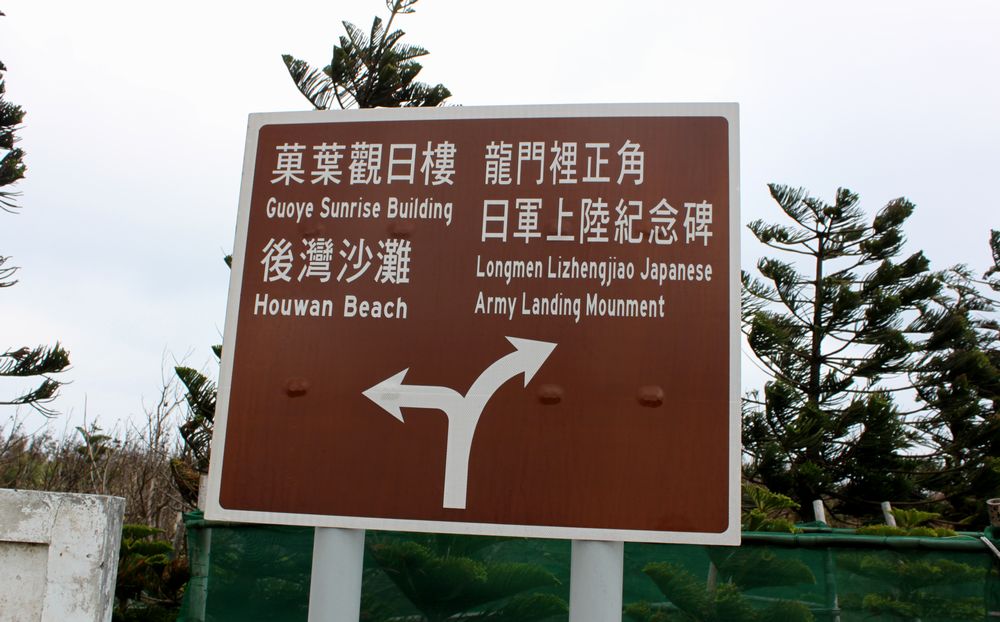 菓葉觀日樓
Guoye Sunrise Building
後灣沙灘
Houwan Beach
龍門裡正角
日軍上陸紀念碑
Longmen Lizhengjiao Japanese
Army Landing Mounment